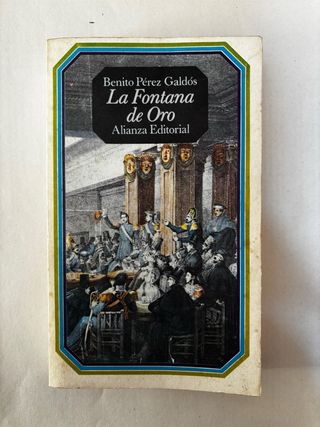 Benito Pérez Galdós
La Fontana
de Oro
Alianza Editorial